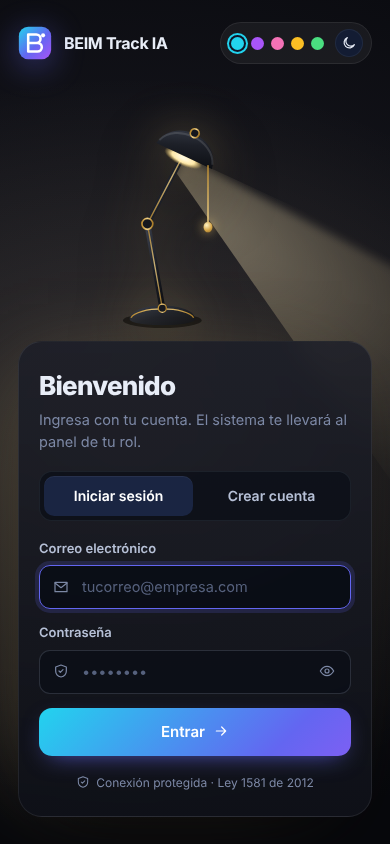 B
BEIM Track IA
Bienvenido
Ingresa con tu cuenta. El sistema te llevará al
panel de tu rol.
Iniciar sesión
Crear cuenta
Correo electrónico
tucorreo@empresa.com
Contraseña
••••••••
Entrar →
Conexión protegida · Ley 1581 de 2012